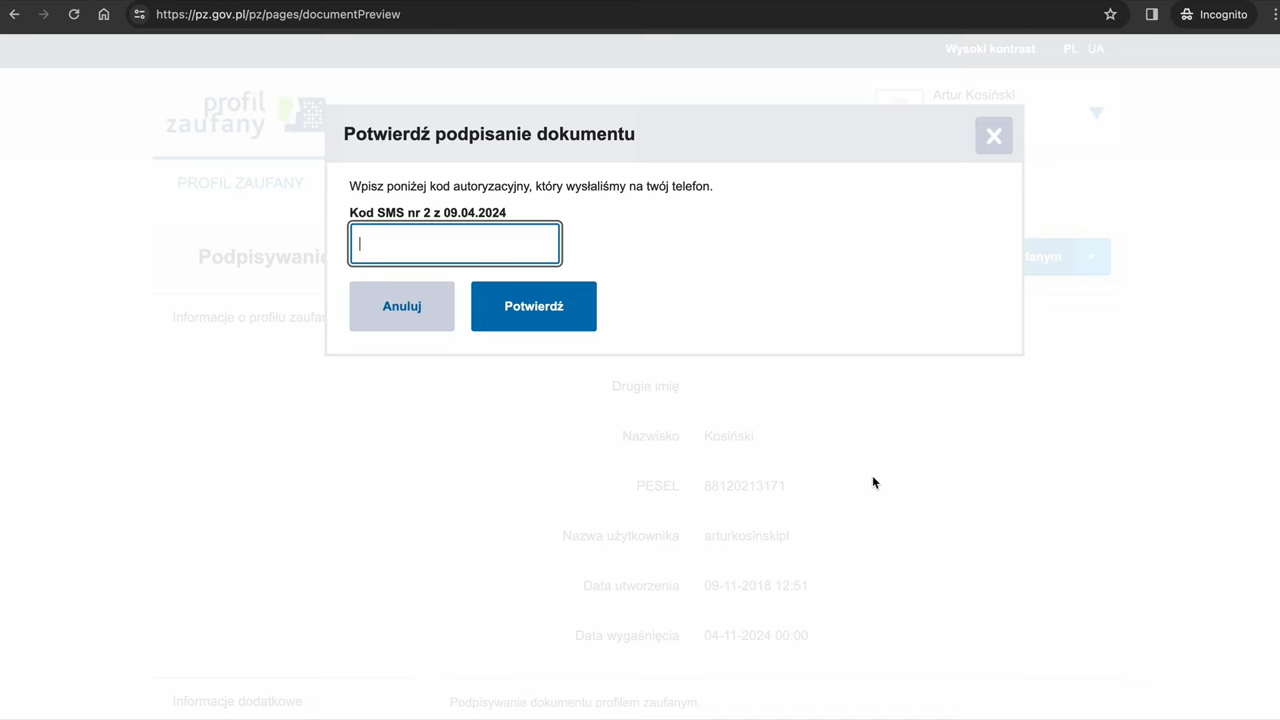 https://pz.gov.pl/pz/pages/documentPreview
Incognito
Wysoki kontrast PL UA
profil
zaufany
Artur Kosiński
Potwierdź podpisanie dokumentu
PROFIL ZAUFANY
Wpisz poniżej kod autoryzacyjny, który wysłaliśmy na twój telefon.
Kod SMS nr 2 z 09.04.2024
Podpisywanie
fanym
Anuluj
Potwierdź
Informacje o profilu zaufan
Drugie imię
Nazwisko Kosiński
PESEL 88120213171
Nazwa użytkownika arturkosinskipl
Data utworzenia 09-11-2018 12:51
Data wygaśnięcia 04-11-2024 00:00
Informacje dodatkowe
Podpisywanie dokumentu profilem zaufanym.